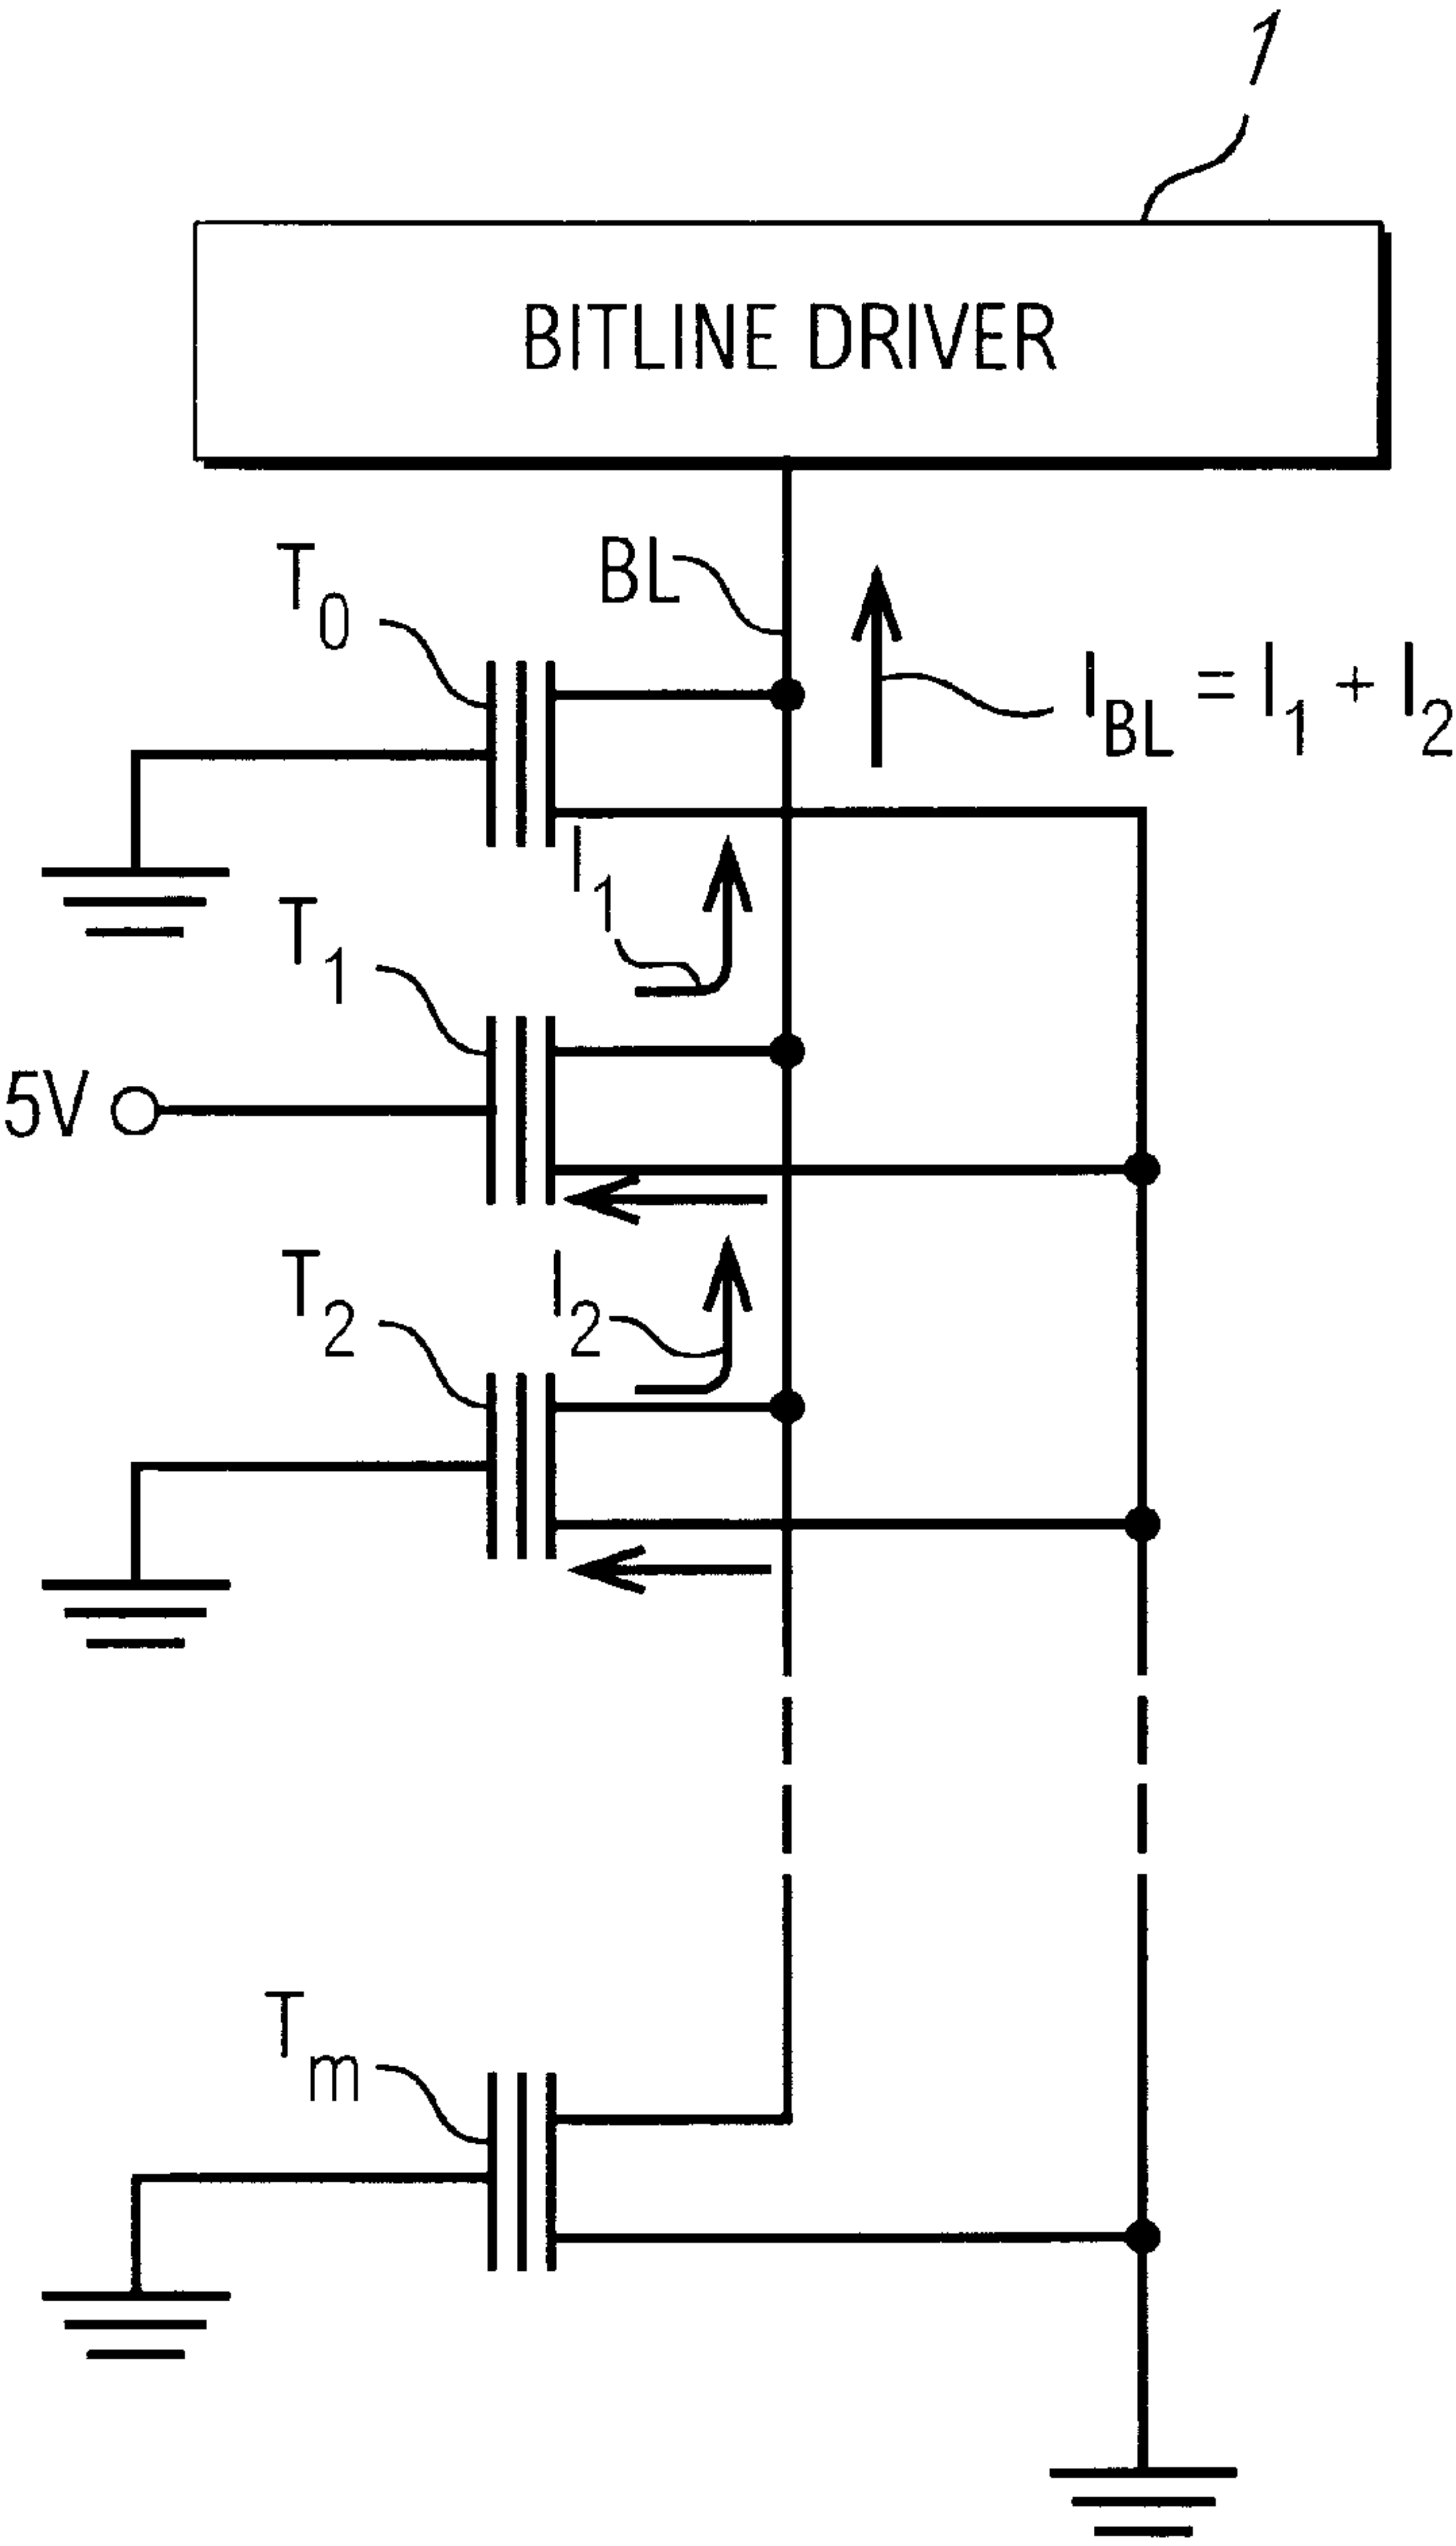 1
BITLINE DRIVER
BL
T0
IBL = I1 + I2
I1
T1
5V
T2
I2
Tm